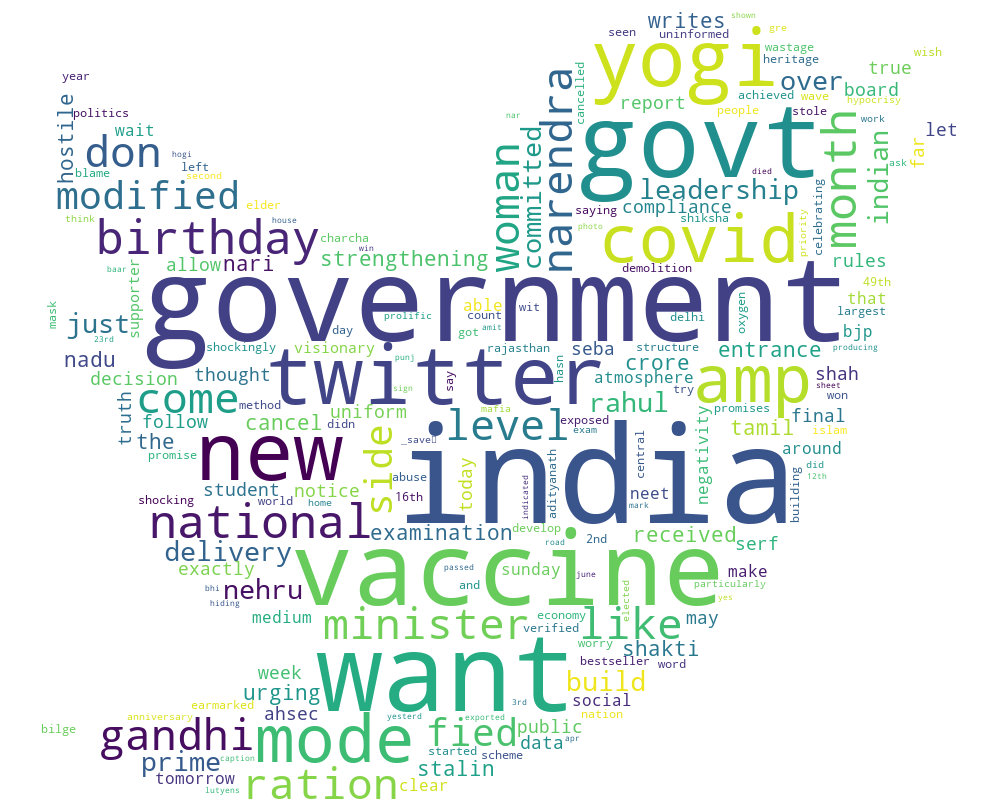 shown
writes
gre
seen
uninformed
yogi
wastage
wish
heritage
over
true
year
hostile
narendra
cancelled
report
achieved
wave
board
hypocrisy
people
stole
politics
nar
govt
month
work
wait
don
hogi
left
blame
second
modified
elder
think
house
woman
committed
died
let
far
ask
indian
leadership
saying
compliance
shiksha
celebrating
photo
covid
priority
birthday
charcha
win
strengthening
allow
nari
supporter
baar
mask
demolition
rules
government
that
49th
largest
able
count
wit
delhi
oxygen
prolific
day
got
amit
bjp
producing
just
23rd
nadu
shockingly
visionary
punj
say
rajasthan
hasn
seba
structure
entrance
twitter
crore
atmosphere
try
amp
shah
won
sheet
decision
thought
sign
come
method
uniform
rahul
promises
final
islam
truth
follow
cancel
didn
mafia
level
exposed
exam
tamil
the
promise
_save
side
india
negativity
central
around
new
today
indicated
adityanath
did
12th
building
student
notice
abuse
16th
neet
mark
shocking
world
home
national
examination
develop
road
2nd
received
serf
delivery
exactly
vaccine
passed
sunday
june
make
particularly
bhi
hiding
nehru
and
elected
yes
medium
minister
economy
verified
like
may
worry
shakti
want
bestseller
word
week
urging
build
earmarked
ahsec
3rd
social
nation
anniversary
yesterd
exported
bilge
gandhi
mode
fied
public
data
apr
prime
caption
started
scheme
tomorrow
stalin
lutyens
ration
clear